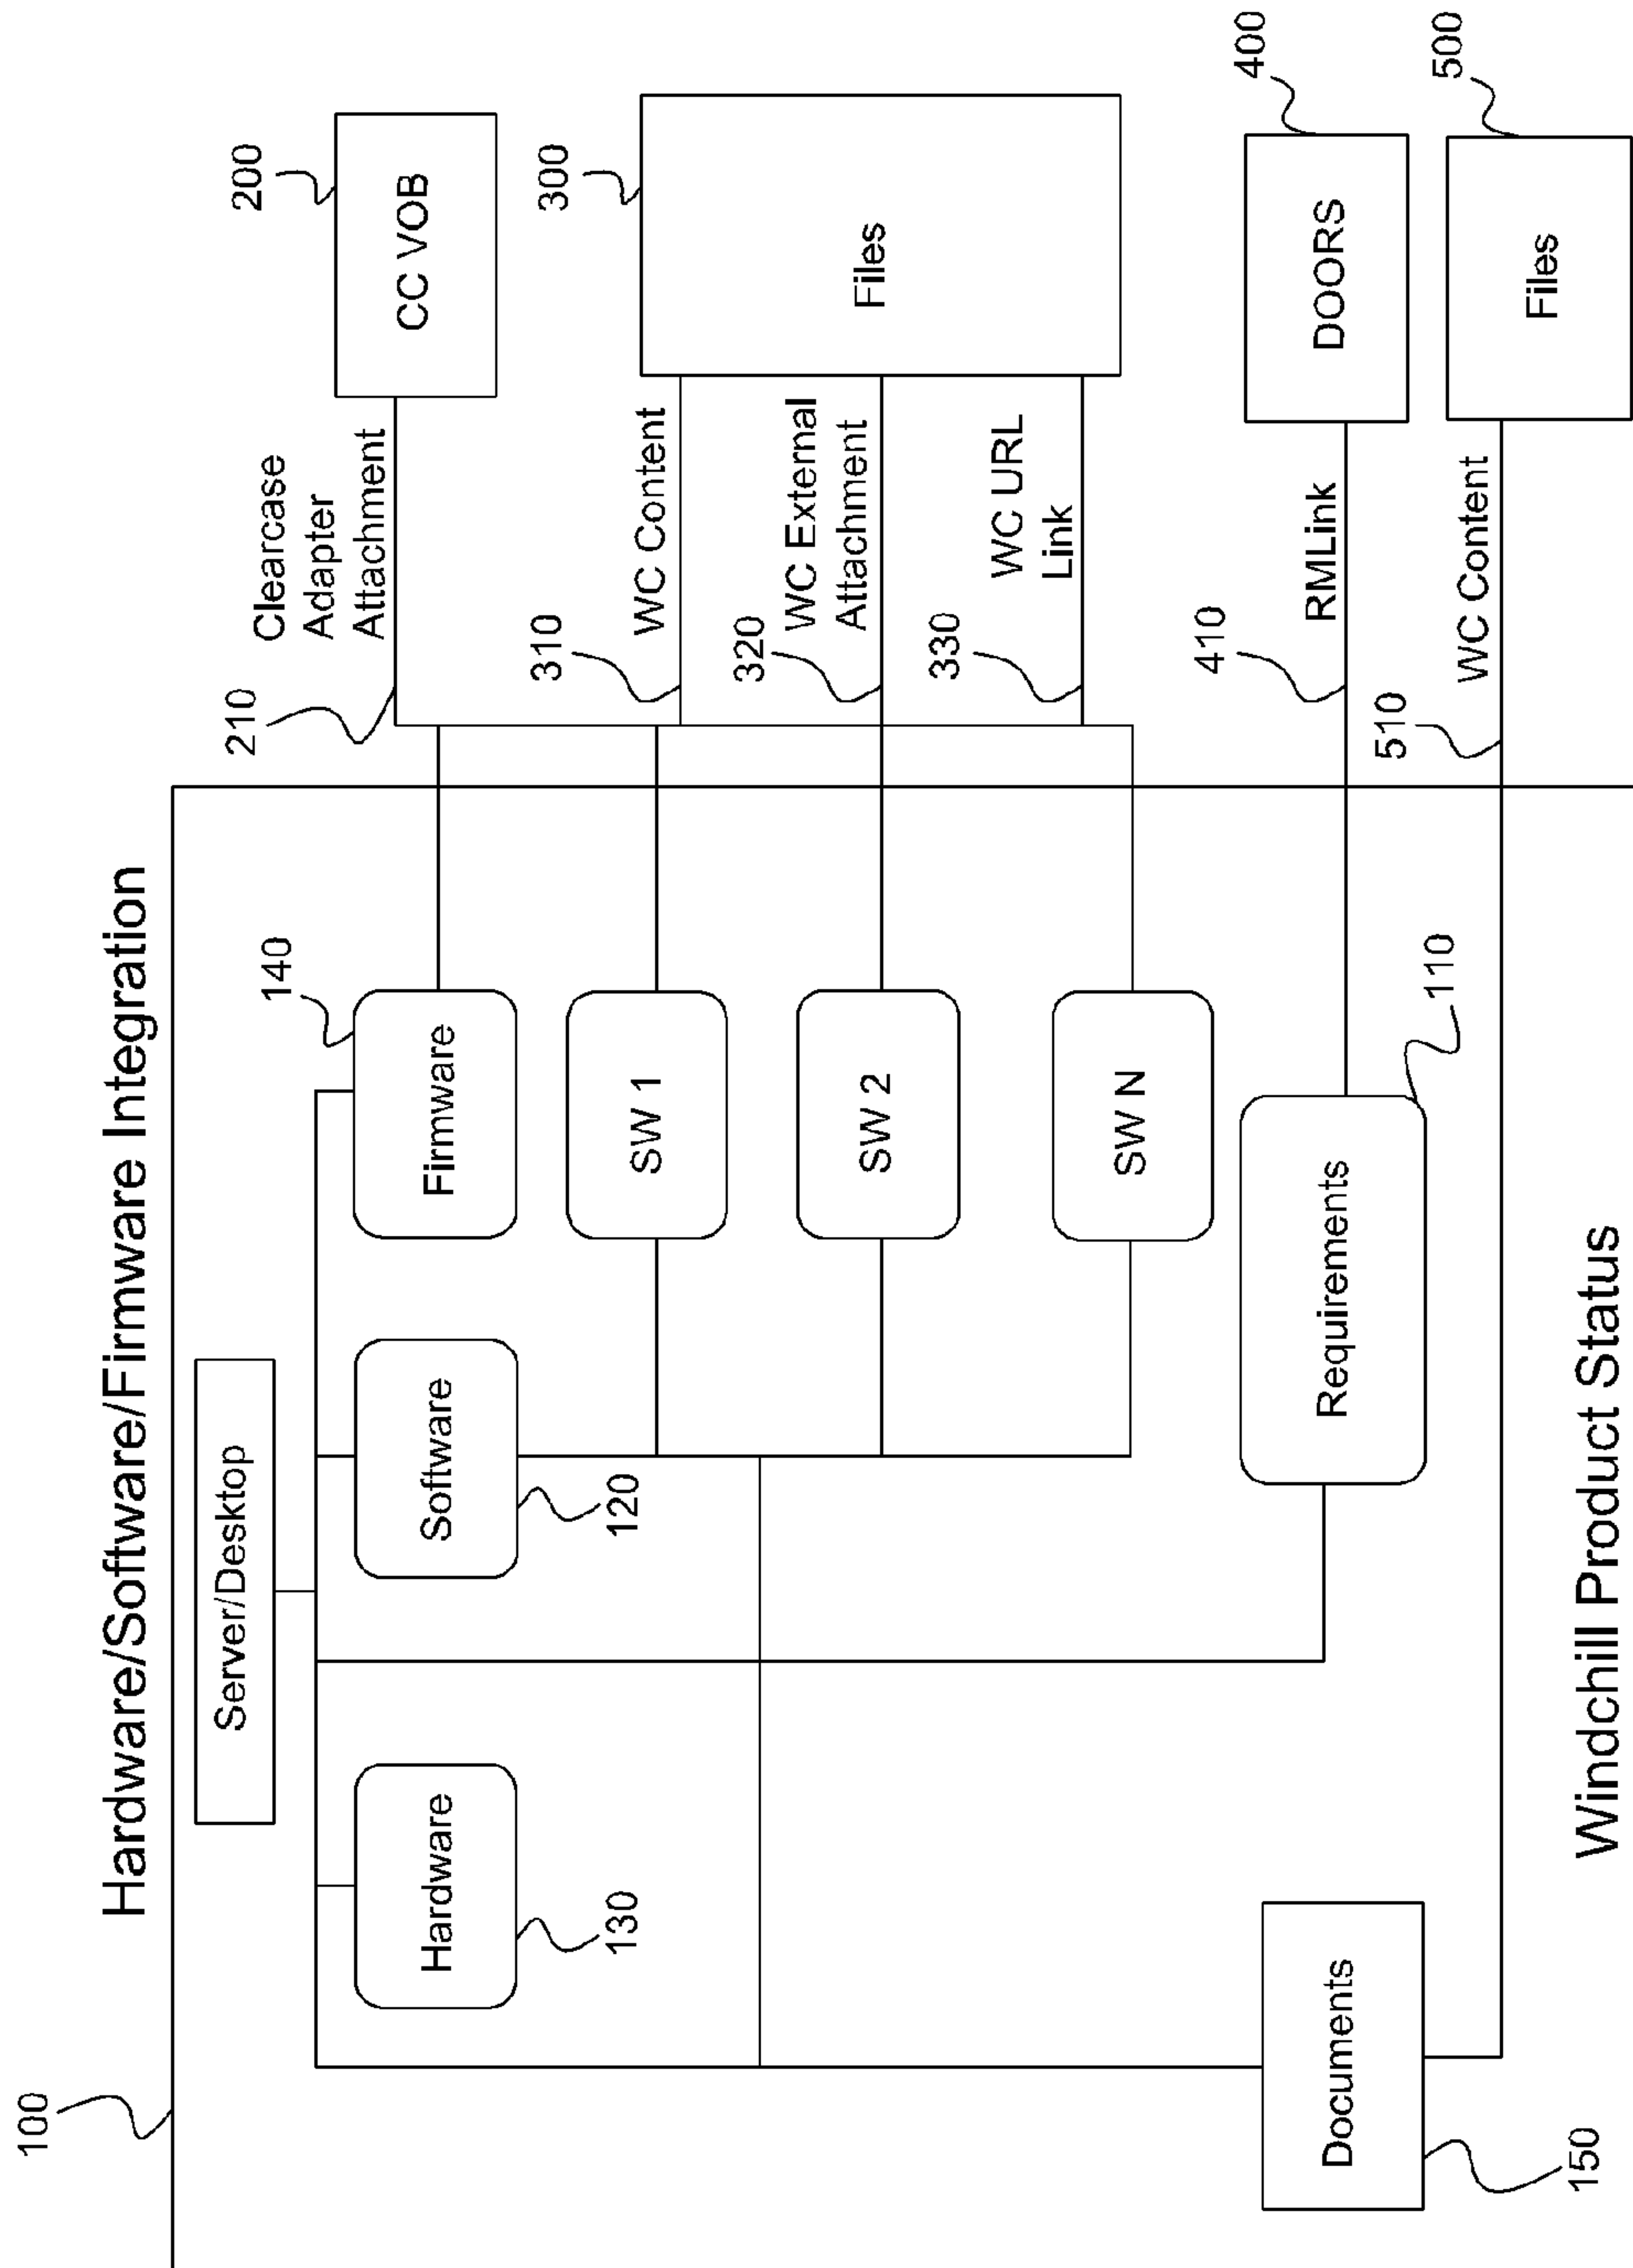 Hardware/Software/Firmware Integration
100
Server/Desktop
Hardware
130
Software
120
Firmware
140
SW 1
SW 2
SW N
Requirements
110
Documents
150
Windchill Product Status
Clearcase
Adapter
Attachment
210
CC VOB
200
WC Content
310
WC External
Attachment
320
WC URL
Link
330
Files
300
RMLink
410
DOORS
400
WC Content
510
Files
500